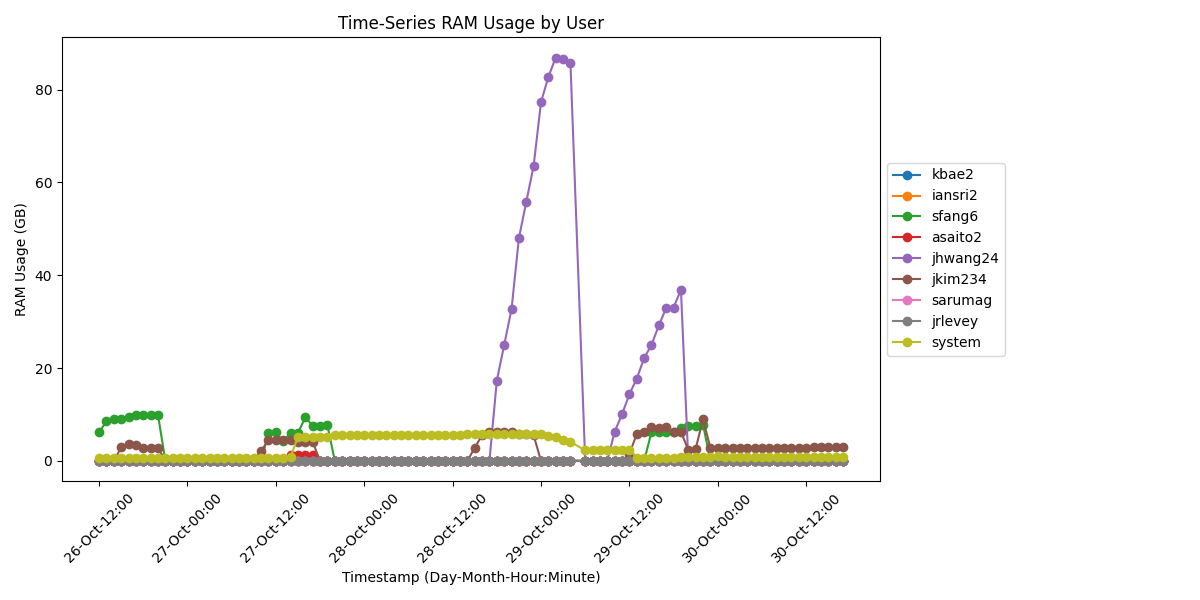 Time-Series RAM Usage by User
RAM Usage (GB)
80
60
40
20
0
26-Oct-12:00
27-Oct-00:00
27-Oct-12:00
28-Oct-00:00
28-Oct-12:00
29-Oct-00:00
29-Oct-12:00
30-Oct-00:00
30-Oct-12:00
Timestamp (Day-Month-Hour:Minute)
kbae2
iansri2
sfang6
asaito2
jhwang24
jkim234
sarumag
jrlevey
system